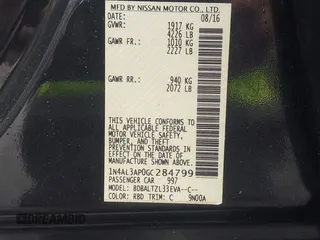 MFD BY NISSAN MOTOR CO., LTD.
DATE: 08/16
GVWR: 1917 KG
4226 LB
GAWR FR: 1010 KG
2227 LB
GAWR RR: 940 KG
2072 LB
THIS VEHICLE CONFORMS TO ALL
APPLICABLE FEDERAL MOTOR
VEHICLE SAFETY, BUMPER, AND
THEFT PREVENTION STANDARDS
IN EFFECT ON THE DATE OF
MANUFACTURE SHOWN ABOVE.
1N4AL3AP0GC284799
PASSENGER CAR 997
MODEL: BDBALTZL33EVA--C--
COLOR: RBD TRIM: C 9N00A
DREAMBID